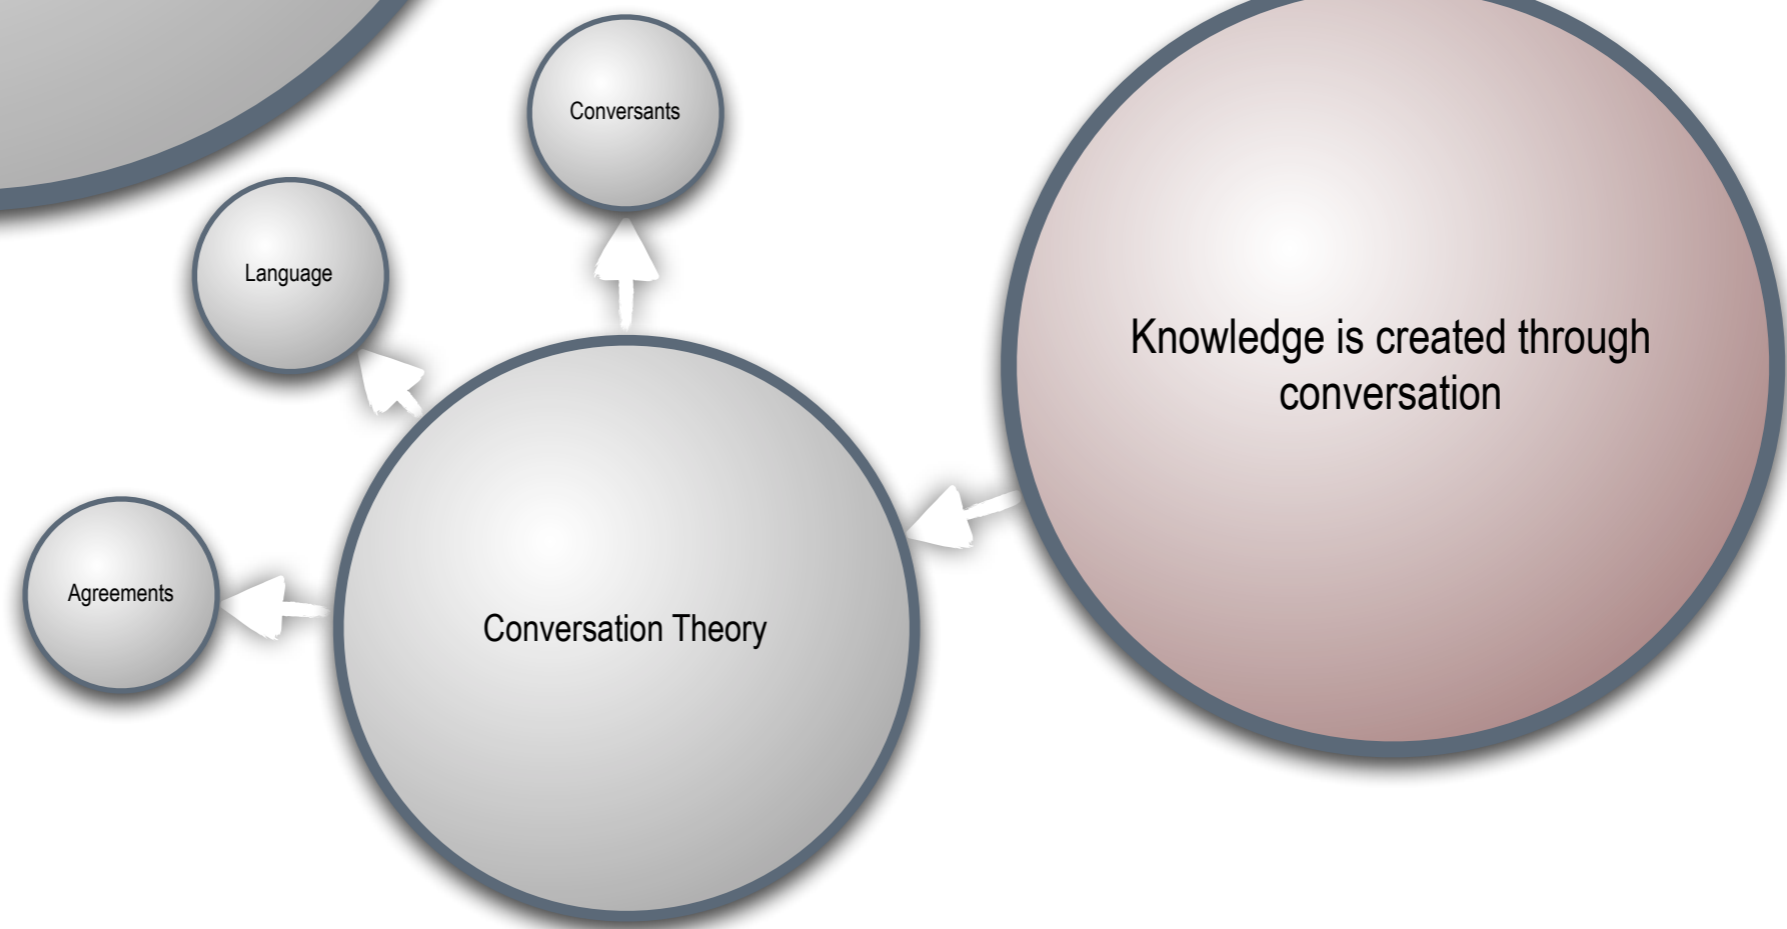 Conversants
Language
Knowledge is created through
conversation
Agreements
Conversation Theory